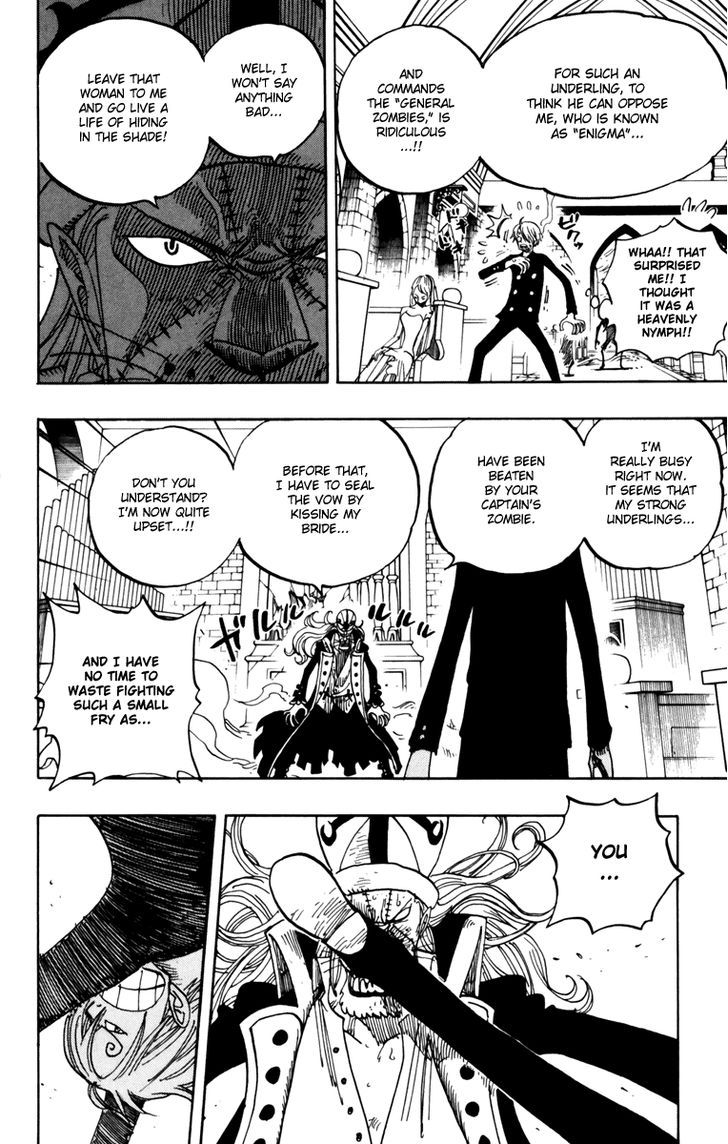 FOR SUCH AN
UNDERLING, TO
THINK HE CAN OPPOSE
ME, WHO IS KNOWN
AS "ENIGMA"...
AND
COMMANDS
THE "GENERAL
ZOMBIES," IS
RIDICULOUS
...!!
WHAA!! THAT
SURPRISED
ME!! I
THOUGHT
IT WAS A
HEAVENLY
NYMPH!!
WELL, I
WON'T SAY
ANYTHING
BAD...
LEAVE THAT
WOMAN TO ME
AND GO LIVE A
LIFE OF HIDING
IN THE SHADE!
I'M
REALLY BUSY
RIGHT NOW.
IT SEEMS THAT
MY STRONG
UNDERLINGS...
HAVE BEEN
BEATEN
BY YOUR
CAPTAIN'S
ZOMBIE.
BEFORE THAT,
I HAVE TO SEAL
THE VOW BY
KISSING MY
BRIDE...
DON'T YOU
UNDERSTAND?
I'M NOW QUITE
UPSET...!!
AND I HAVE
NO TIME TO
WASTE FIGHTING
SUCH A SMALL
FRY AS...
YOU
...